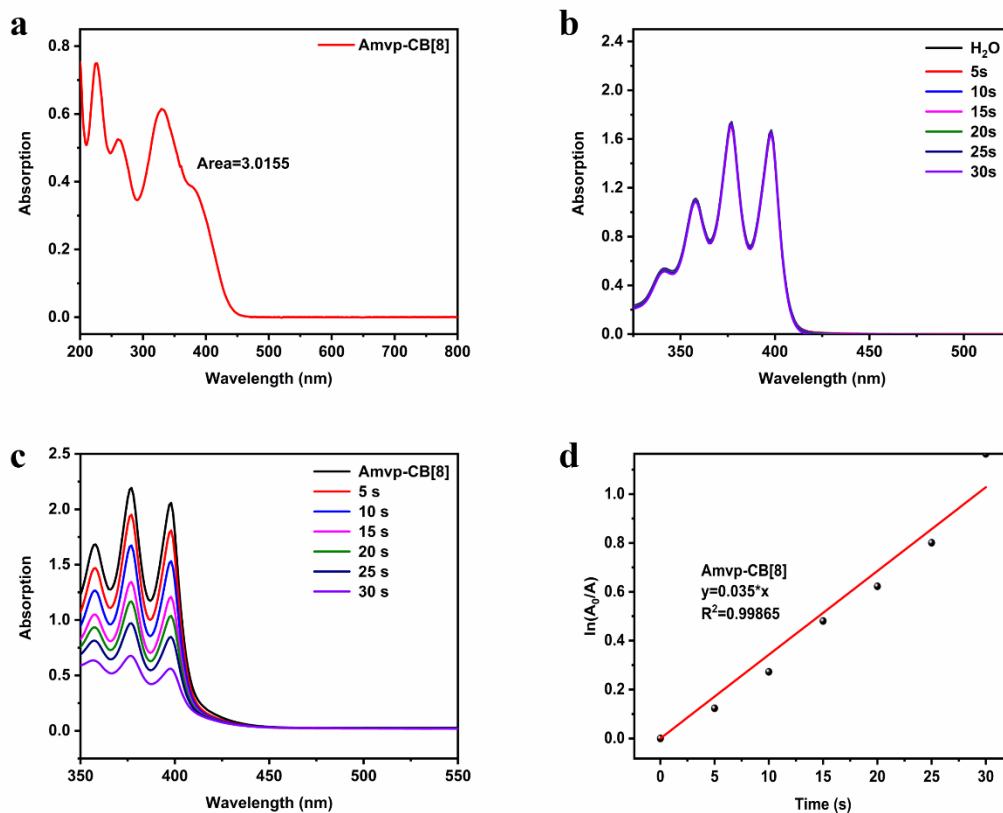 a
Amvp-CB[8]
0.8
0.6
0.4
0.2
0.0
Area=3.0155
Absorption
200 300 400 500 600 700 800
Wavelength (nm)
b
H₂O
5s
10s
15s
20s
25s
30s
2.4
1.8
1.2
0.6
0.0
Absorption
350 400 450 500
Wavelength (nm)
c
Amvp-CB[8]
5 s
10 s
15 s
20 s
25 s
30 s
2.5
2.0
1.5
1.0
0.5
0.0
Absorption
350 400 450 500 550
Wavelength (nm)
d
1.0
0.8
0.6
0.4
0.2
0.0
ln(A₀/A)
Amvp-CB[8]
y=0.035*x
R²=0.99865
0 5 10 15 20 25 30
Time (s)